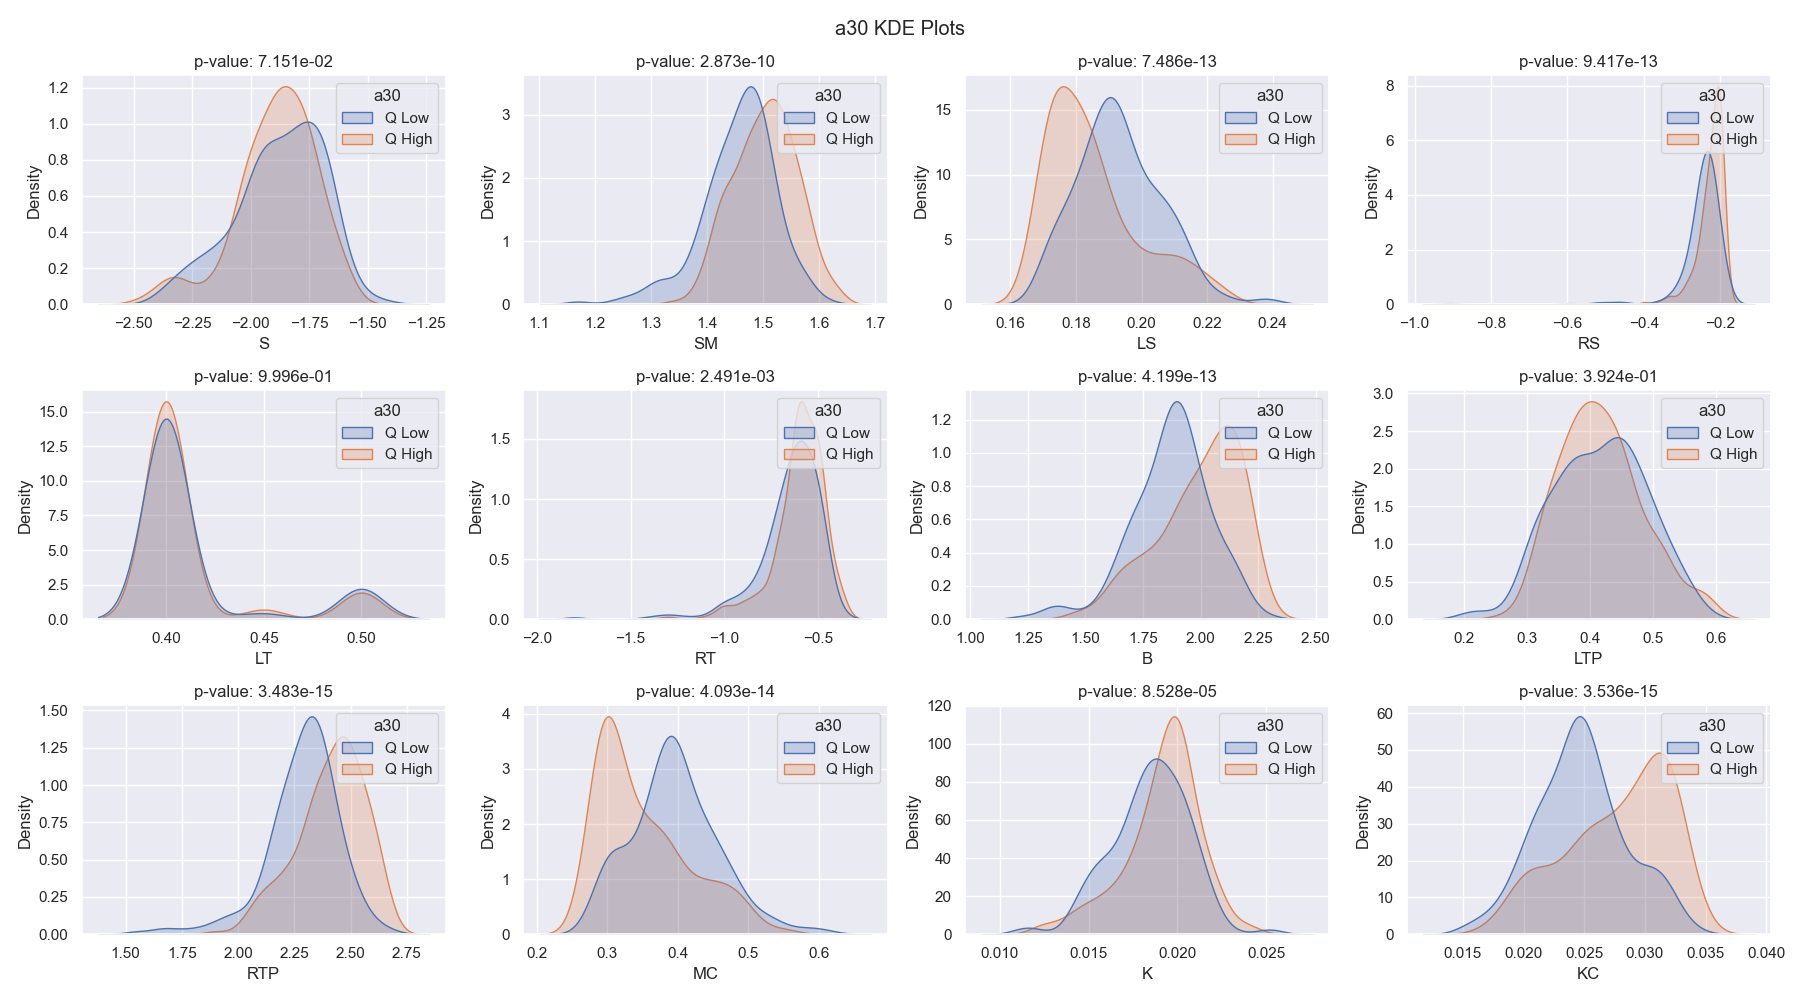 a30 KDE Plots
p-value: 7.151e-02
p-value: 2.873e-10
p-value: 7.486e-13
p-value: 9.417e-13
1.2
1.0
0.8
0.6
0.4
0.2
0.0
Density
a30
Q Low
Q High
−2.50
−2.25
−2.00
−1.75
−1.50
−1.25
S
3
2
1
0
Density
a30
Q Low
Q High
1.1
1.2
1.3
1.4
1.5
1.6
1.7
SM
15
10
5
0
Density
a30
Q Low
Q High
0.16
0.18
0.20
0.22
0.24
LS
8
6
4
2
0
Density
a30
Q Low
Q High
−1.0
−0.8
−0.6
−0.4
−0.2
RS
p-value: 9.996e-01
p-value: 2.491e-03
p-value: 4.199e-13
p-value: 3.924e-01
15.0
12.5
10.0
7.5
5.0
2.5
0.0
Density
a30
Q Low
Q High
0.40
0.45
0.50
LT
1.5
1.0
0.5
0.0
Density
a30
Q Low
Q High
−2.0
−1.5
−1.0
−0.5
RT
1.2
1.0
0.8
0.6
0.4
0.2
0.0
Density
a30
Q Low
Q High
1.00
1.25
1.50
1.75
2.00
2.25
2.50
B
3.0
2.5
2.0
1.5
1.0
0.5
0.0
Density
a30
Q Low
Q High
0.2
0.3
0.4
0.5
0.6
LTP
p-value: 3.483e-15
p-value: 4.093e-14
p-value: 8.528e-05
p-value: 3.536e-15
1.50
1.25
1.00
0.75
0.50
0.25
0.00
Density
a30
Q Low
Q High
1.50
1.75
2.00
2.25
2.50
2.75
RTP
4
3
2
1
0
Density
a30
Q Low
Q High
0.2
0.3
0.4
0.5
0.6
MC
120
100
80
60
40
20
0
Density
a30
Q Low
Q High
0.010
0.015
0.020
0.025
K
60
50
40
30
20
10
0
Density
a30
Q Low
Q High
0.015
0.020
0.025
0.030
0.035
0.040
KC